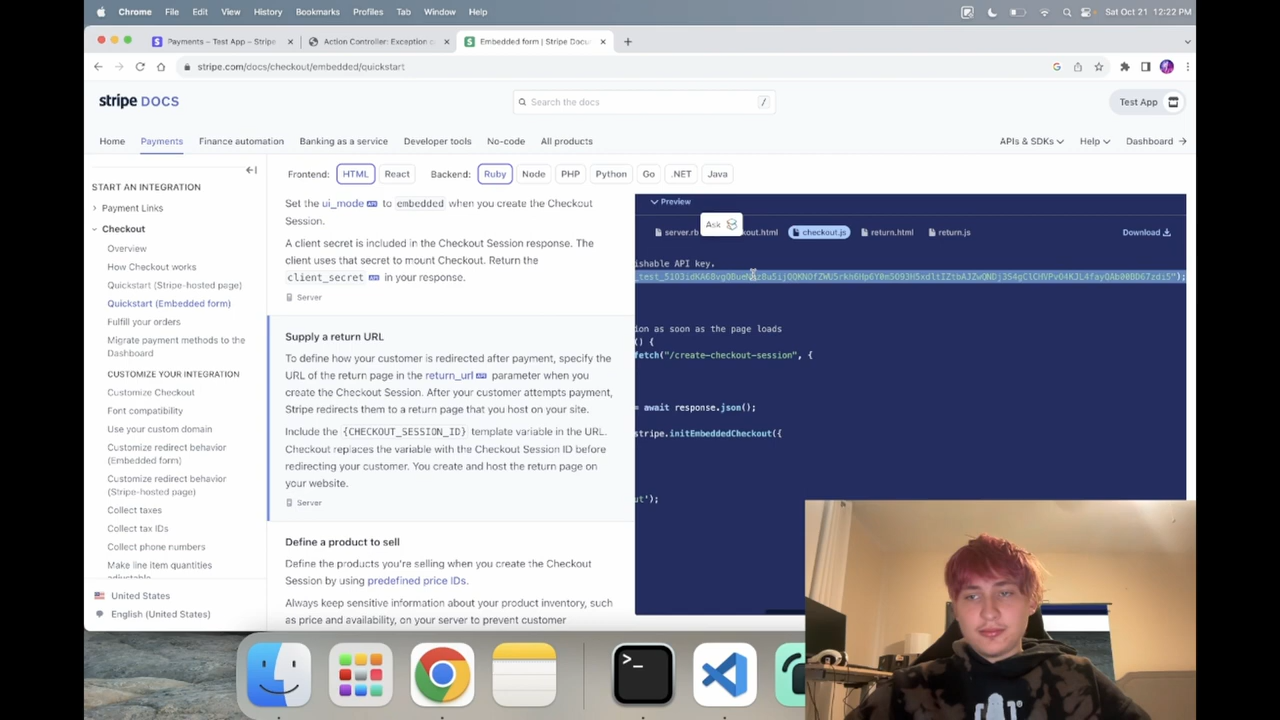 Chrome File Edit View History Bookmarks Profiles Tab Window Help Sat Oct 21 12:22 PM
Payments – Test App – Stripe Action Controller: Exception c Embedded form | Stripe Docu
stripe.com/docs/checkout/embedded/quickstart
stripe DOCS Search the docs / Test App
Home Payments Finance automation Banking as a service Developer tools No-code All products APIs & SDKs Help Dashboard
START AN INTEGRATION
Payment Links
Checkout
Overview
How Checkout works
Quickstart (Stripe-hosted page)
Quickstart (Embedded form)
Fulfill your orders
Migrate payment methods to the
Dashboard
CUSTOMIZE YOUR INTEGRATION
Customize Checkout
Font compatibility
Use your custom domain
Customize redirect behavior
(Embedded form)
Customize redirect behavior
(Stripe-hosted page)
Collect taxes
Collect tax IDs
Collect phone numbers
Make line item quantities
adjustable
United States
English (United States)
Frontend: HTML React Backend: Ruby Node PHP Python Go .NET Java
Set the ui_mode API to embedded when you create the Checkout
Session.
A client secret is included in the Checkout Session response. The
client uses that secret to mount Checkout. Return the
client_secret API in your response.
Server
Supply a return URL
To define how your customer is redirected after payment, specify the
URL of the return page in the return_url API parameter when you
create the Checkout Session. After your customer attempts payment,
Stripe redirects them to a return page that you host on your site.
Include the {CHECKOUT_SESSION_ID} template variable in the URL.
Checkout replaces the variable with the Checkout Session ID before
redirecting your customer. You create and host the return page on
your website.
Server
Define a product to sell
Define the products you're selling when you create the Checkout
Session by using predefined price IDs.
Always keep sensitive information about your product inventory, such
as price and availability, on your server to prevent customer
Preview
Ask
server.rb out.html checkout.js return.html return.js Download
ishable API key.
ion as soon as the page loads
() {
fetch("/create-checkout-session", {
= await response.json();
stripe.initEmbeddedCheckout({
ut');